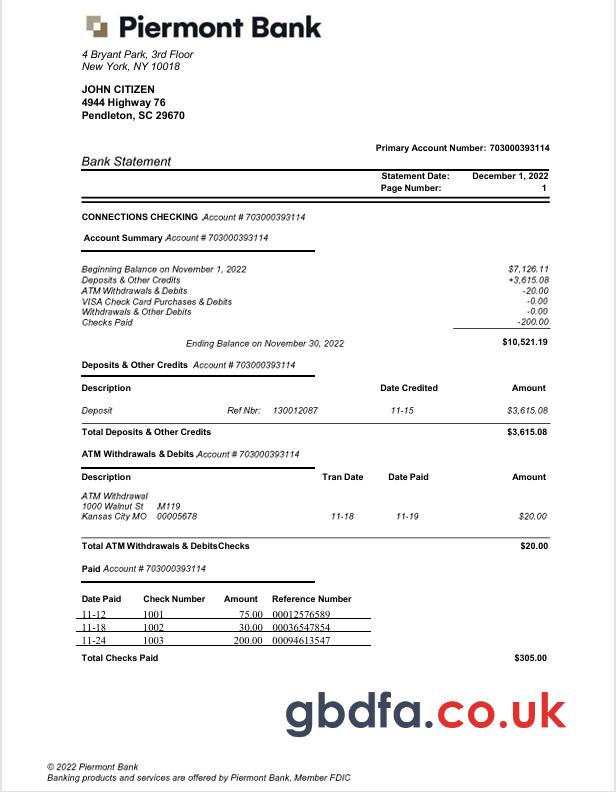 Piermont Bank
4 Bryant Park, 3rd Floor
New York, NY 10018
JOHN CITIZEN
4944 Highway 76
Pendleton, SC 29670
Primary Account Number: 703000393114
Bank Statement
Statement Date: December 1, 2022
Page Number: 1
CONNECTIONS CHECKING Account # 703000393114
Account Summary Account # 703000393114
Beginning Balance on November 1, 2022 $7,126.11
Deposits & Other Credits +3,615.08
ATM Withdrawals & Debits -20.00
VISA Check Card Purchases & Debits -0.00
Withdrawals & Other Debits -0.00
Checks Paid -200.00
Ending Balance on November 30, 2022 $10,521.19
Deposits & Other Credits Account # 703000393114
Description Date Credited Amount
Deposit Ref Nbr: 130012087 11-15 $3,615.08
Total Deposits & Other Credits $3,615.08
ATM Withdrawals & Debits Account # 703000393114
Description Tran Date Date Paid Amount
ATM Withdrawal
1000 Walnut St M119
Kansas City MO 00005678 11-18 11-19 $20.00
Total ATM Withdrawals & DebitsChecks $20.00
Paid Account # 703000393114
Date Paid Check Number Amount Reference Number
11-12 1001 75.00 00012576589
11-18 1002 30.00 00036547854
11-24 1003 200.00 00094613547
Total Checks Paid $305.00
gbdfa.co.uk
© 2022 Piermont Bank
Banking products and services are offered by Piermont Bank, Member FDIC